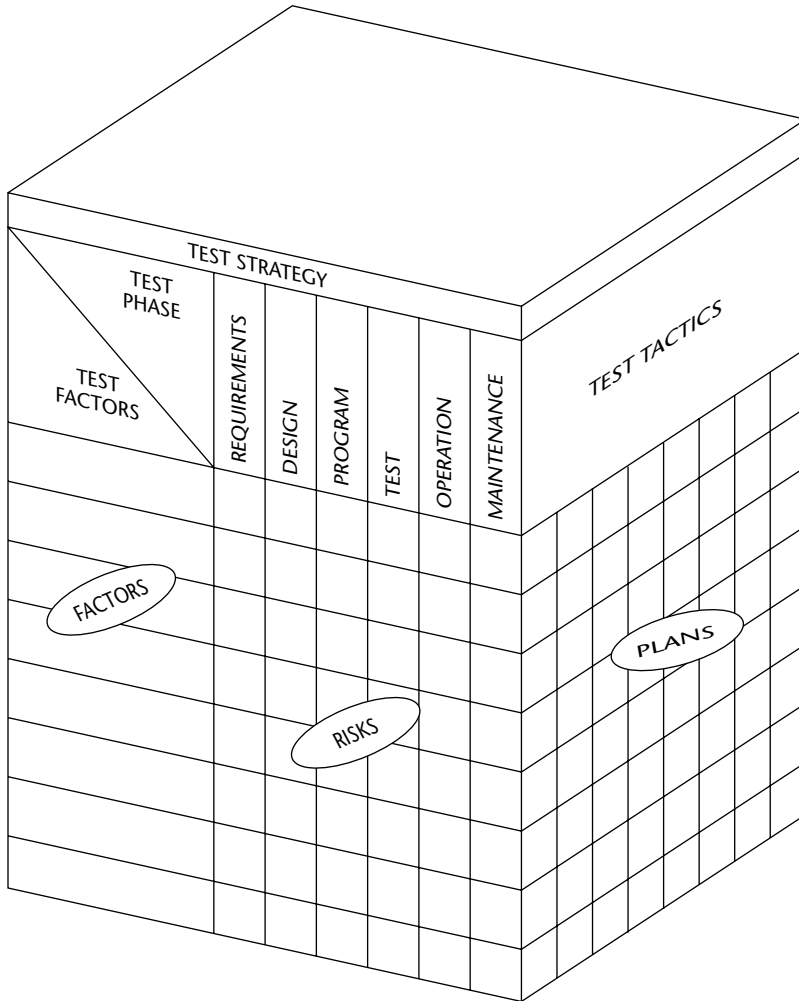 TEST STRATEGY
TEST
PHASE
TEST
FACTORS
REQUIREMENTS
DESIGN
PROGRAM
TEST
OPERATION
MAINTENANCE
TEST TACTICS
FACTORS
RISKS
PLANS